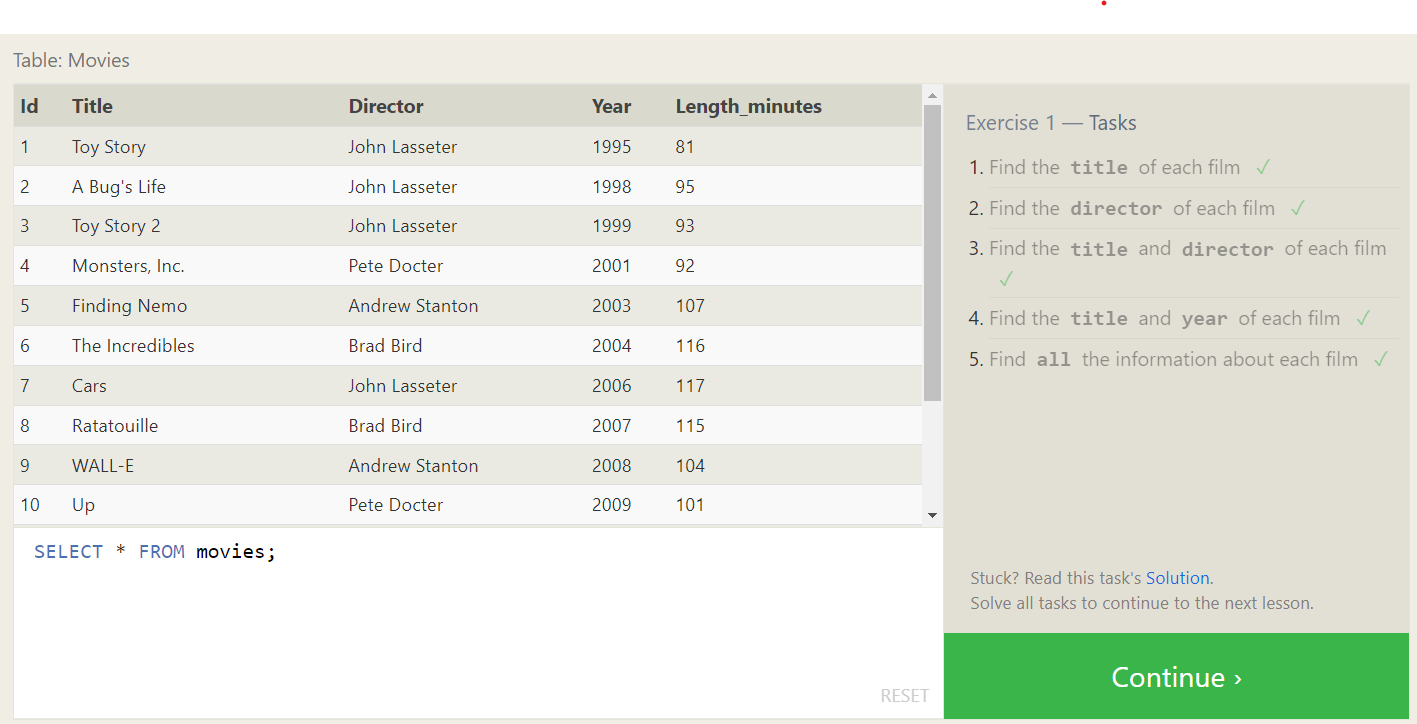 Table: Movies
Id Title Director Year Length_minutes
1 Toy Story John Lasseter 1995 81
2 A Bug's Life John Lasseter 1998 95
3 Toy Story 2 John Lasseter 1999 93
4 Monsters, Inc. Pete Docter 2001 92
5 Finding Nemo Andrew Stanton 2003 107
6 The Incredibles Brad Bird 2004 116
7 Cars John Lasseter 2006 117
8 Ratatouille Brad Bird 2007 115
9 WALL-E Andrew Stanton 2008 104
10 Up Pete Docter 2009 101
SELECT * FROM movies;
RESET
Exercise 1 — Tasks
1. Find the title of each film ✓
2. Find the director of each film ✓
3. Find the title and director of each film
✓
4. Find the title and year of each film ✓
5. Find all the information about each film ✓
Stuck? Read this task's Solution.
Solve all tasks to continue to the next lesson.
Continue ›